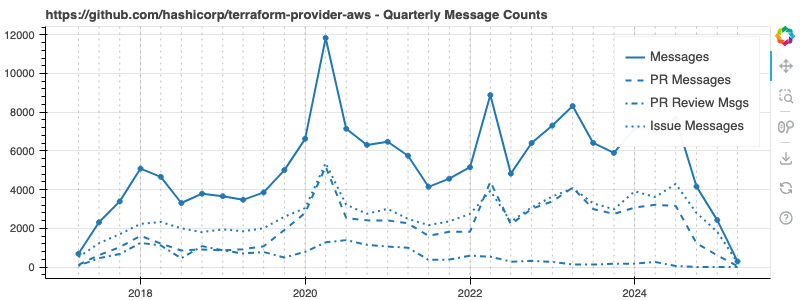 https://github.com/hashicorp/terraform-provider-aws - Quarterly Message Counts
12000
10000
8000
6000
4000
2000
0
Messages
PR Messages
PR Review Msgs
Issue Messages
2018
2020
2022
2024